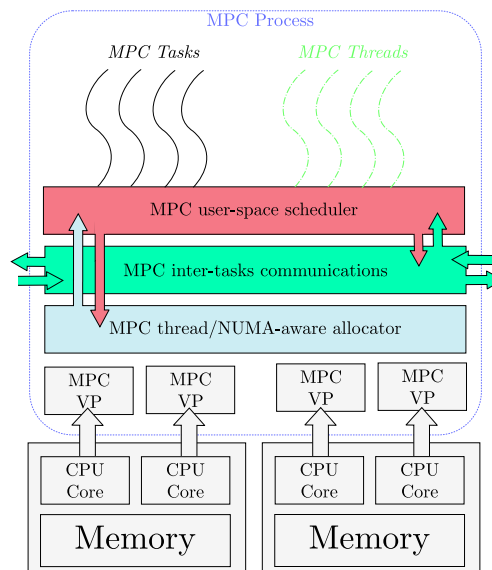 MPC Process
MPC Tasks MPC Threads
MPC user-space scheduler
MPC inter-tasks communications
MPC thread/NUMA-aware allocator
MPC
VP
MPC
VP
MPC
VP
MPC
VP
CPU
Core
CPU
Core
CPU
Core
CPU
Core
Memory
Memory